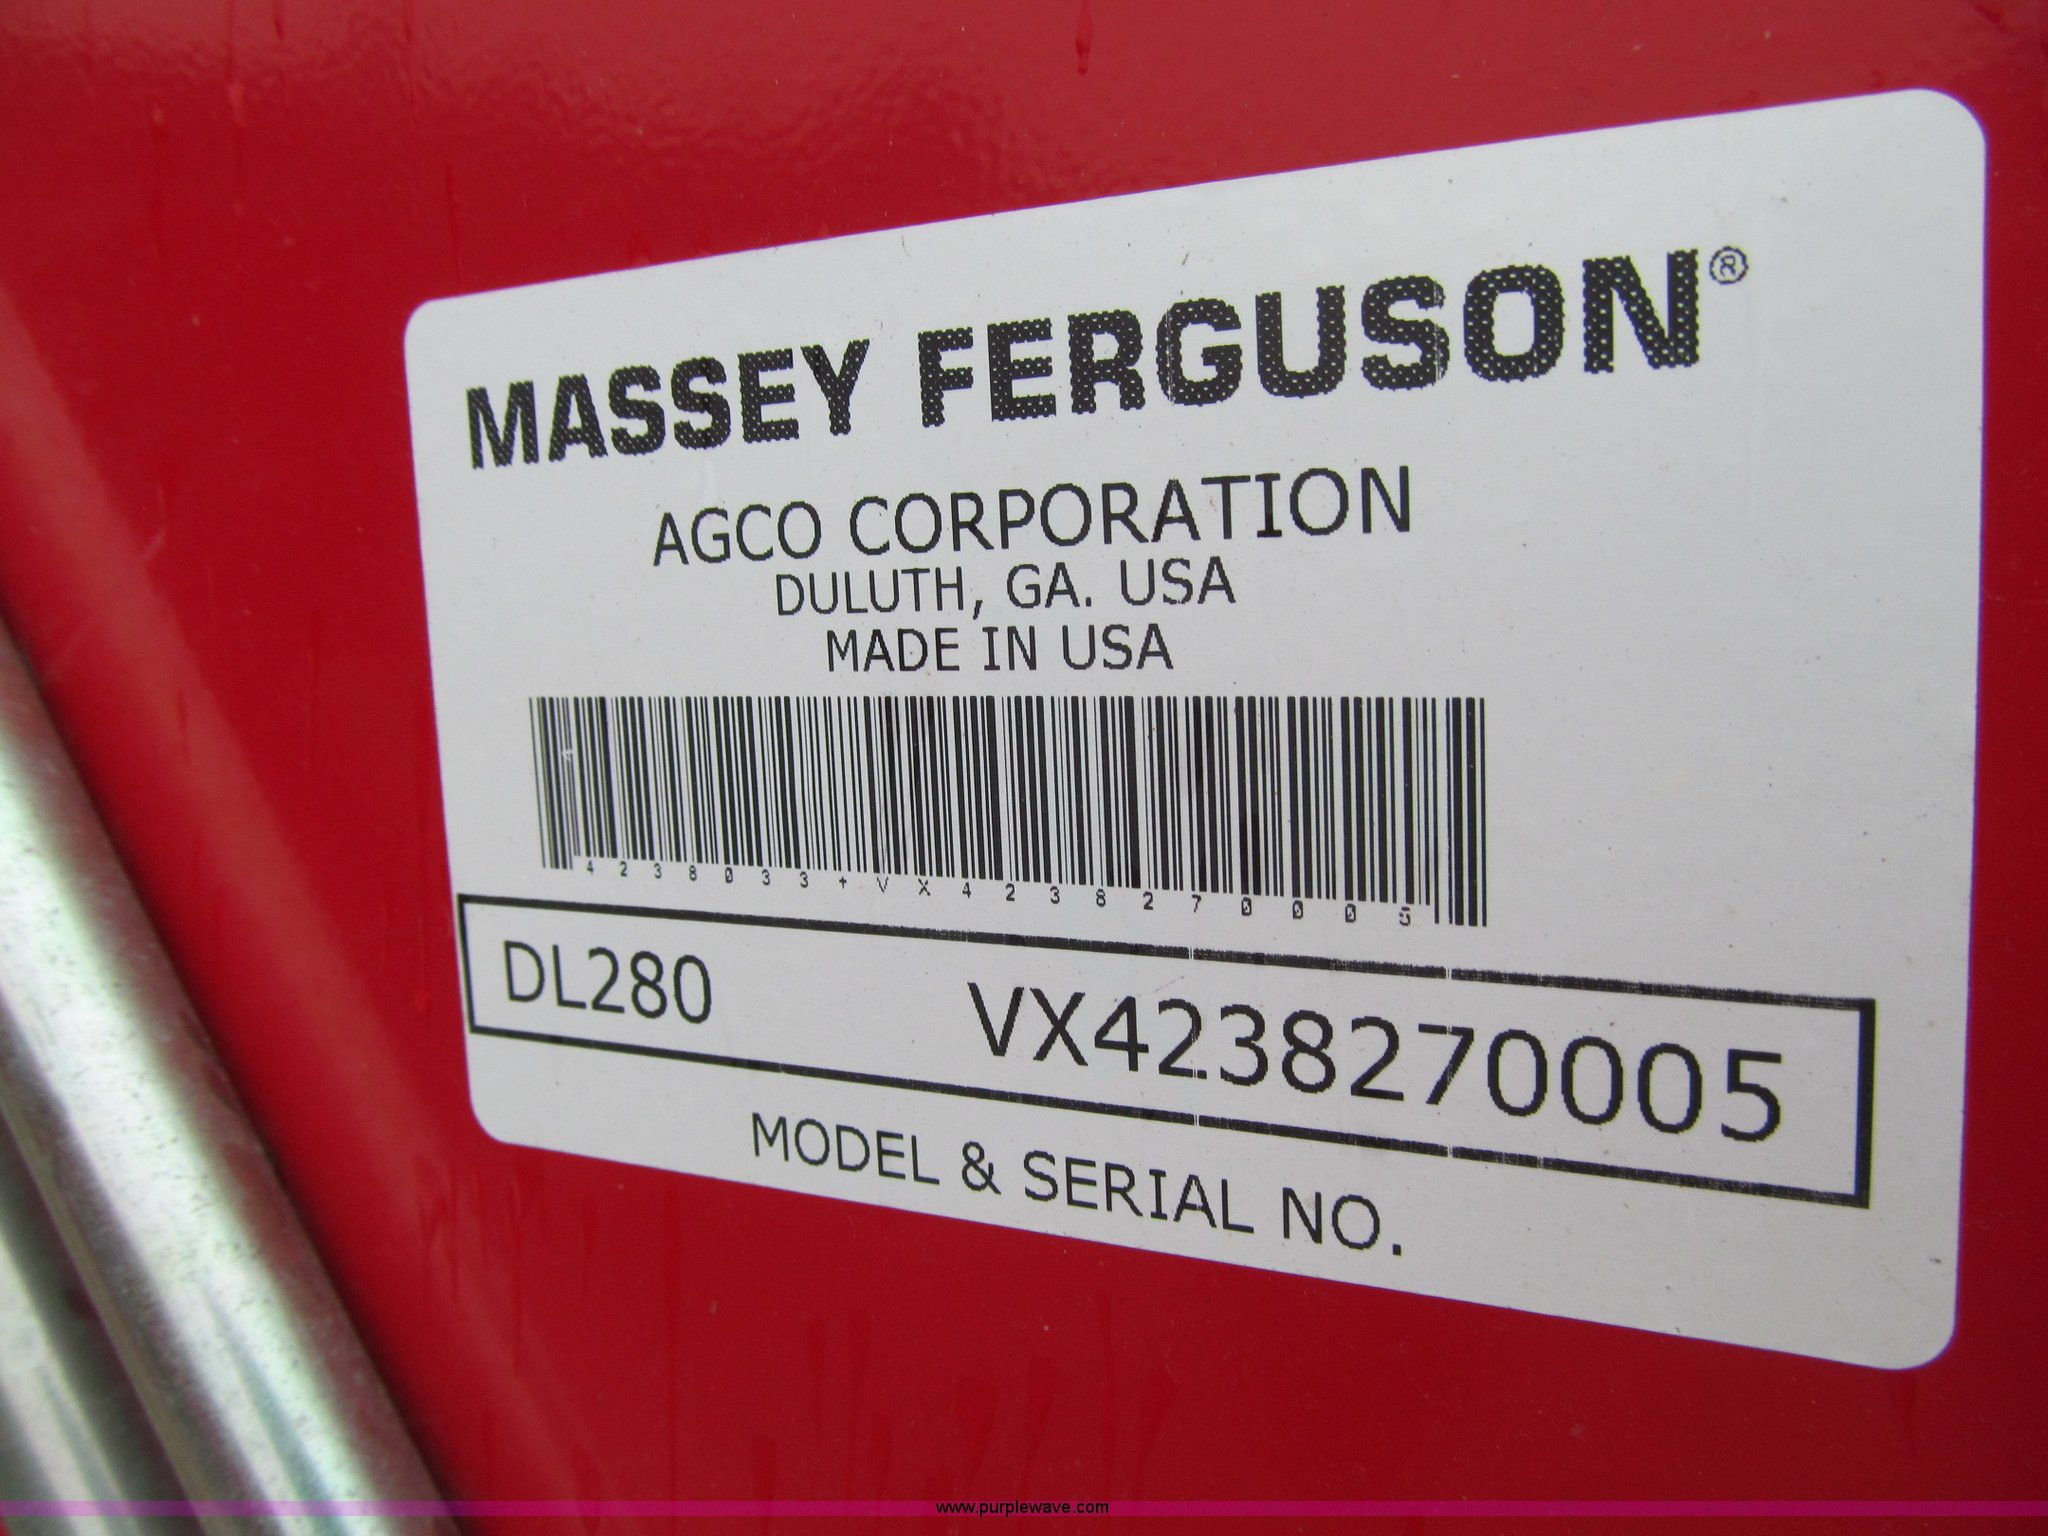 MASSEY FERGUSON®
AGCO CORPORATION
DULUTH, GA. USA
MADE IN USA
4238033+VX4238270005
DL280 VX4238270005
MODEL & SERIAL NO.
www.purplewave.com